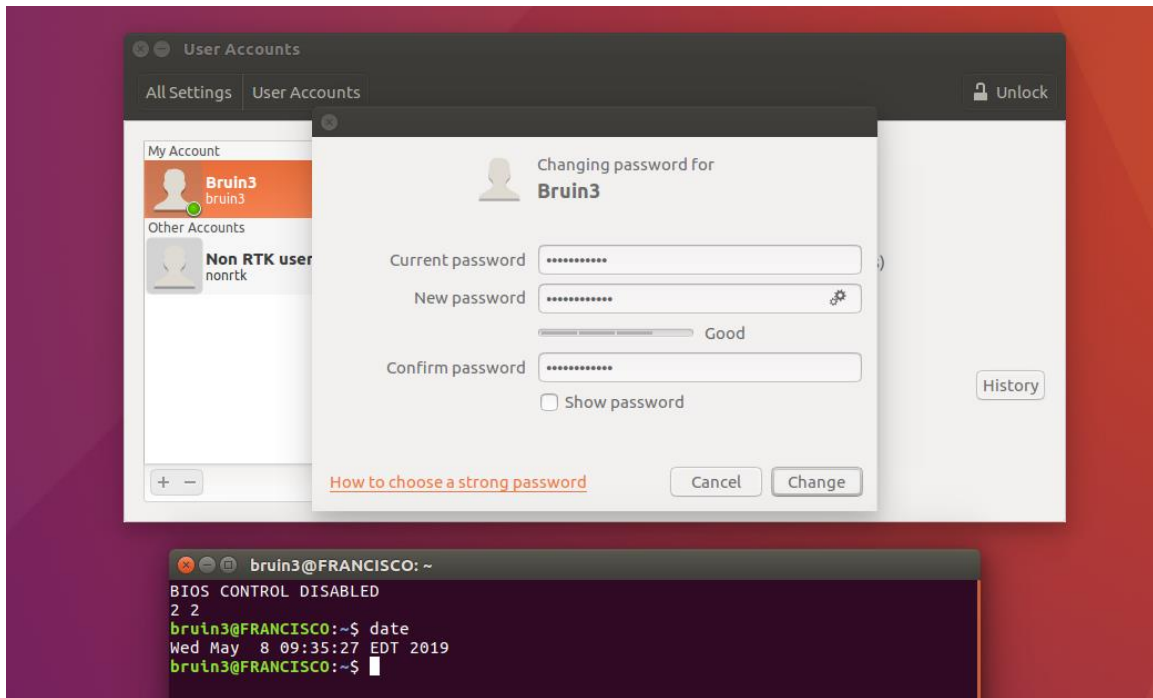 User Accounts
All Settings User Accounts Unlock
My Account
Bruin3
bruin3
Other Accounts
Non RTK user
nonrtk
Changing password for
Bruin3
Current password •••••••••••
New password ••••••••••••
Good
Confirm password ••••••••••••
Show password
How to choose a strong password Cancel Change
)
History
+ -
bruin3@FRANCISCO: ~
BIOS CONTROL DISABLED
2 2
bruin3@FRANCISCO:~$ date
Wed May  8 09:35:27 EDT 2019
bruin3@FRANCISCO:~$